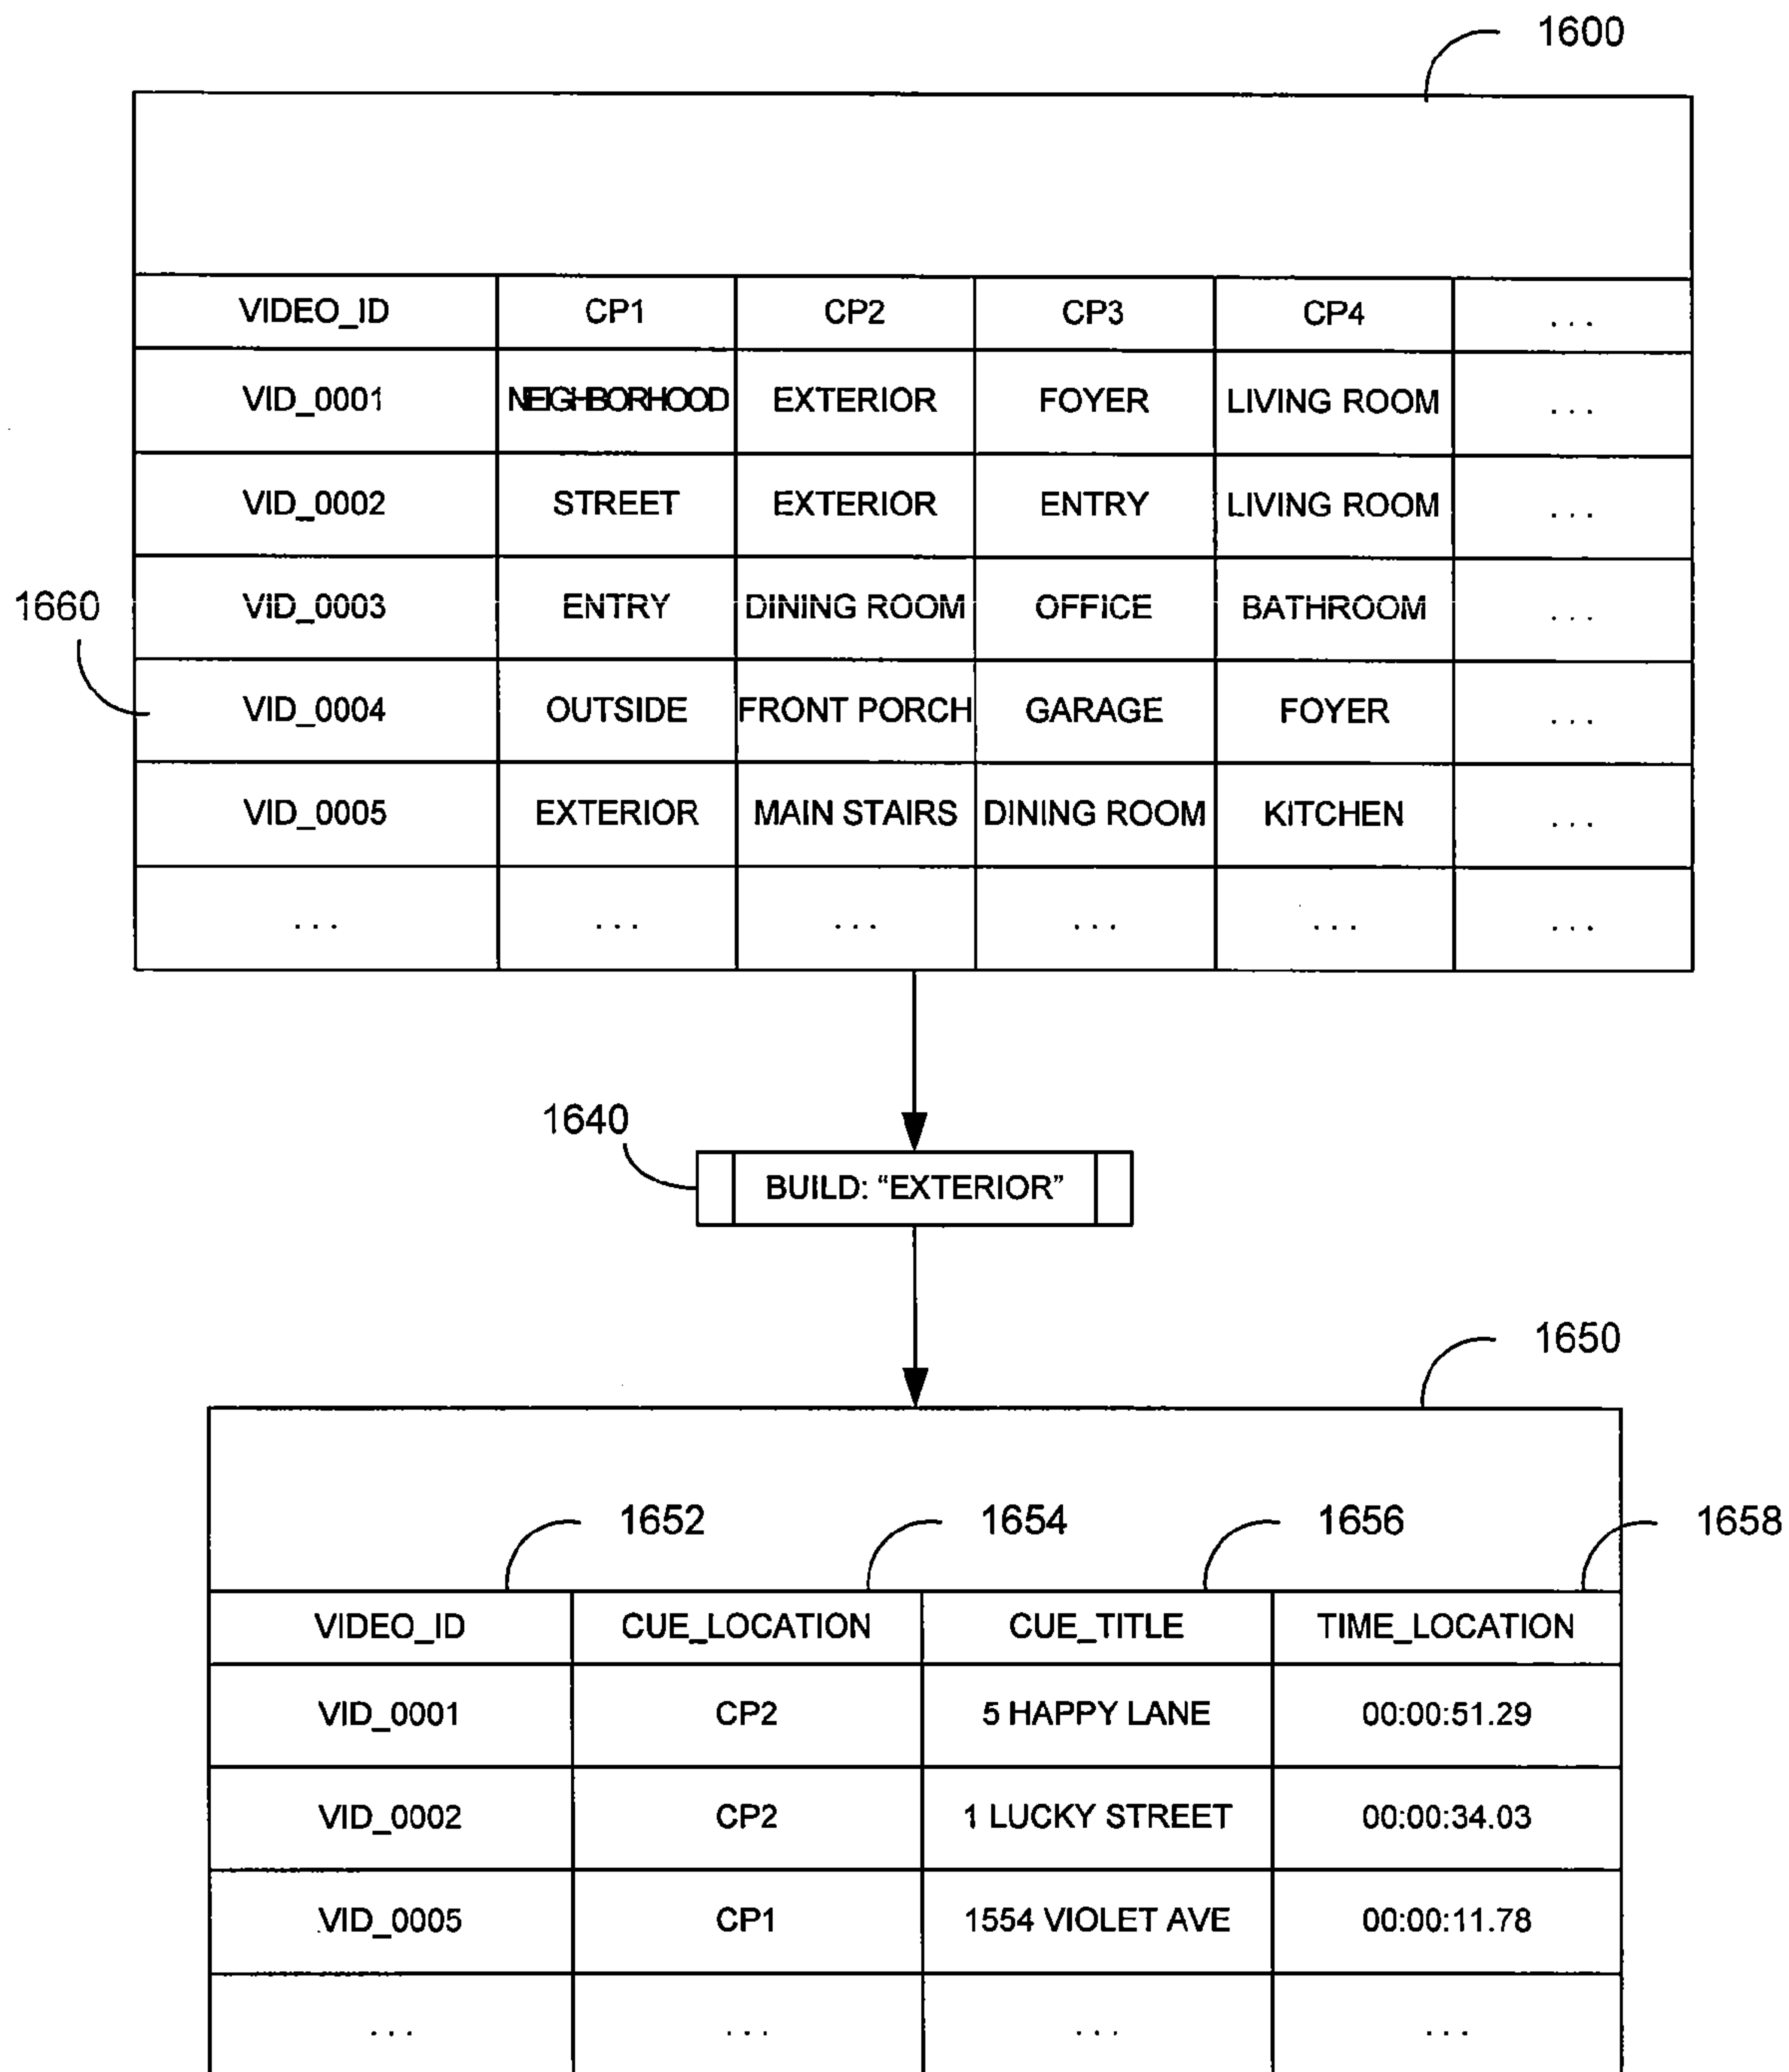 1600
VIDEO_ID CP1 CP2 CP3 CP4 ...
VID_0001 NEIGHBORHOOD EXTERIOR FOYER LIVING ROOM ...
VID_0002 STREET EXTERIOR ENTRY LIVING ROOM ...
1660
VID_0003 ENTRY DINING ROOM OFFICE BATHROOM ...
VID_0004 OUTSIDE FRONT PORCH GARAGE FOYER ...
VID_0005 EXTERIOR MAIN STAIRS DINING ROOM KITCHEN ...
... ... ... ... ... ...
1640
BUILD: “EXTERIOR”
1650
1652 1654 1656 1658
VIDEO_ID CUE_LOCATION CUE_TITLE TIME_LOCATION
VID_0001 CP2 5 HAPPY LANE 00:00:51.29
VID_0002 CP2 1 LUCKY STREET 00:00:34.03
VID_0005 CP1 1554 VIOLET AVE 00:00:11.78
... ... ... ...